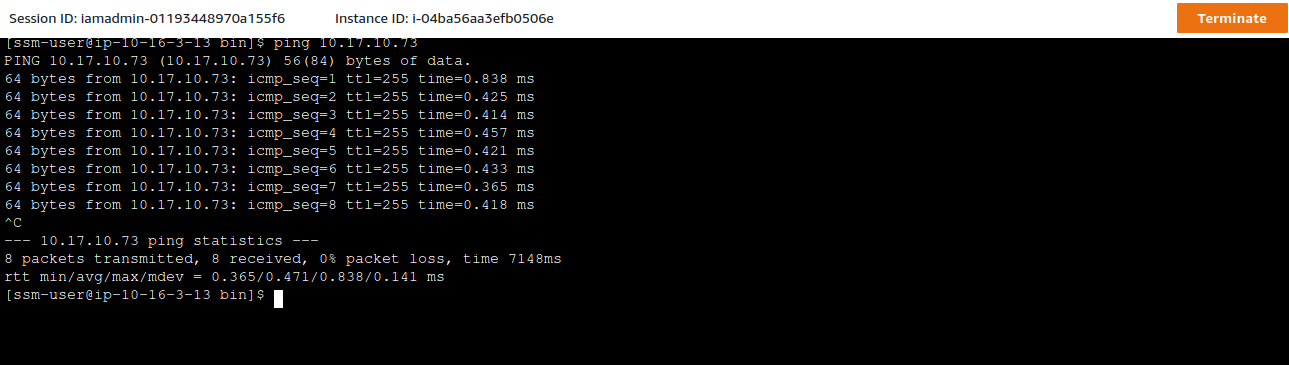 Session ID: iamadmin-01193448970a155f6 Instance ID: i-04ba56aa3efb0506e Terminate
[ssm-user@ip-10-16-3-13 bin]$ ping 10.17.10.73
PING 10.17.10.73 (10.17.10.73) 56(84) bytes of data.
64 bytes from 10.17.10.73: icmp_seq=1 ttl=255 time=0.838 ms
64 bytes from 10.17.10.73: icmp_seq=2 ttl=255 time=0.425 ms
64 bytes from 10.17.10.73: icmp_seq=3 ttl=255 time=0.414 ms
64 bytes from 10.17.10.73: icmp_seq=4 ttl=255 time=0.457 ms
64 bytes from 10.17.10.73: icmp_seq=5 ttl=255 time=0.421 ms
64 bytes from 10.17.10.73: icmp_seq=6 ttl=255 time=0.433 ms
64 bytes from 10.17.10.73: icmp_seq=7 ttl=255 time=0.365 ms
64 bytes from 10.17.10.73: icmp_seq=8 ttl=255 time=0.418 ms
^C
--- 10.17.10.73 ping statistics ---
8 packets transmitted, 8 received, 0% packet loss, time 7148ms
rtt min/avg/max/mdev = 0.365/0.471/0.838/0.141 ms
[ssm-user@ip-10-16-3-13 bin]$